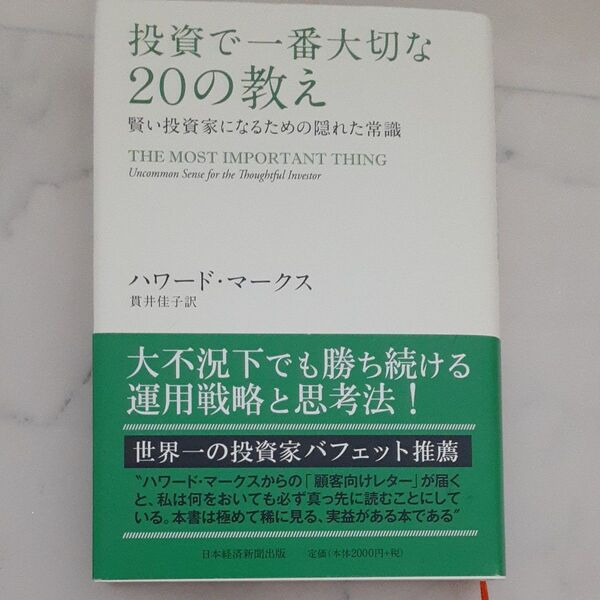 投資で一番大切な
20の教え
賢い投資家になるための隠れた常識
THE MOST IMPORTANT THING
Uncommon Sense for the Thoughtful Investor
ハワード・マークス
貫井佳子訳
大不況下でも勝ち続ける
運用戦略と思考法！
世界一の投資家バフェット推薦
〝ハワード・マークスからの「顧客向けレター」が届く
と、私は何をおいても必ず真っ先に読むことにして
いる。本書は極めて稀に見る、実益がある本である〟
日本経済新聞出版 定価(本体2000円+税)